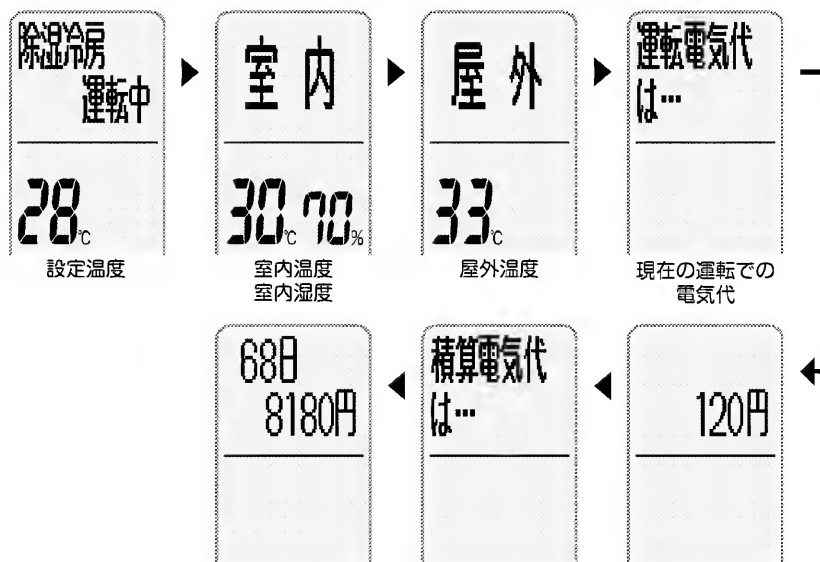 除湿冷房
運転中
28℃
設定温度
室内
30℃ 70%
室内温度
室内湿度
屋外
33℃
屋外温度
運転電気代
は…
現在の運転での
電気代
120円
積算電気代
は…
68日
8180円